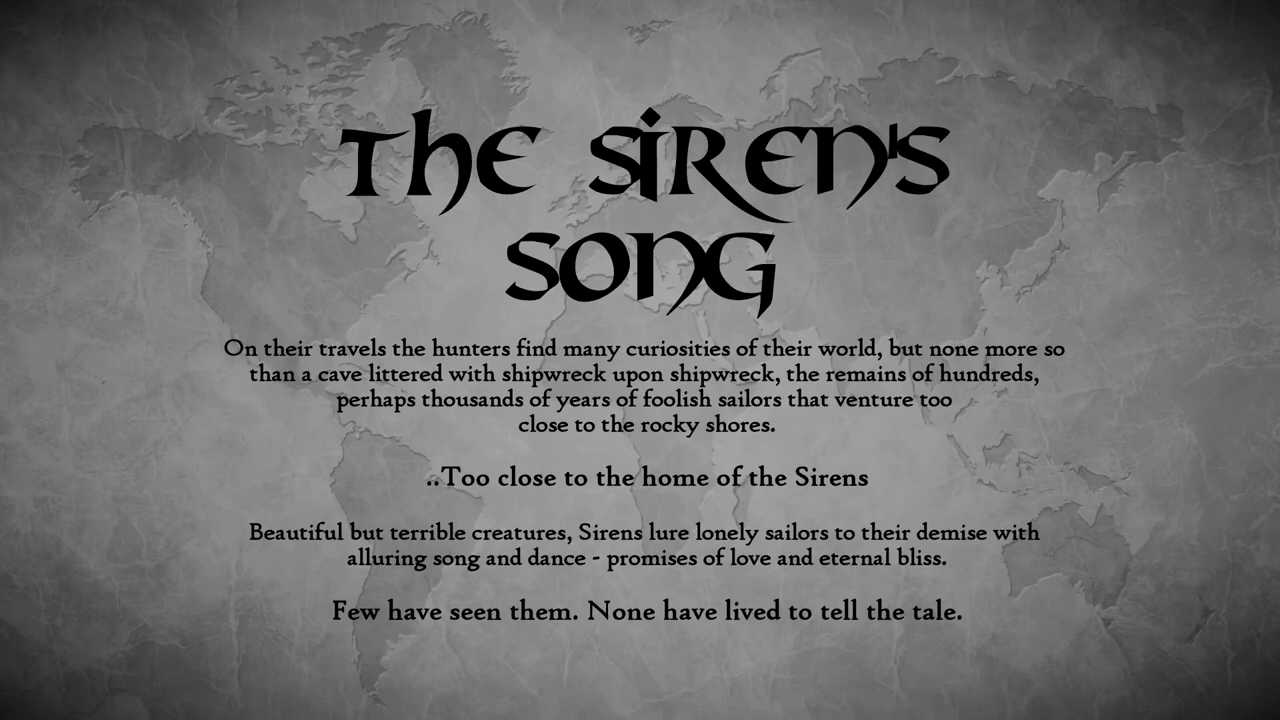 THE SIREN'S
SONG
On their travels the hunters find many curiosities of their world, but none more so
than a cave littered with shipwreck upon shipwreck, the remains of hundreds,
perhaps thousands of years of foolish sailors that venture too
close to the rocky shores.
..Too close to the home of the Sirens
Beautiful but terrible creatures, Sirens lure lonely sailors to their demise with
alluring song and dance - promises of love and eternal bliss.
Few have seen them. None have lived to tell the tale.